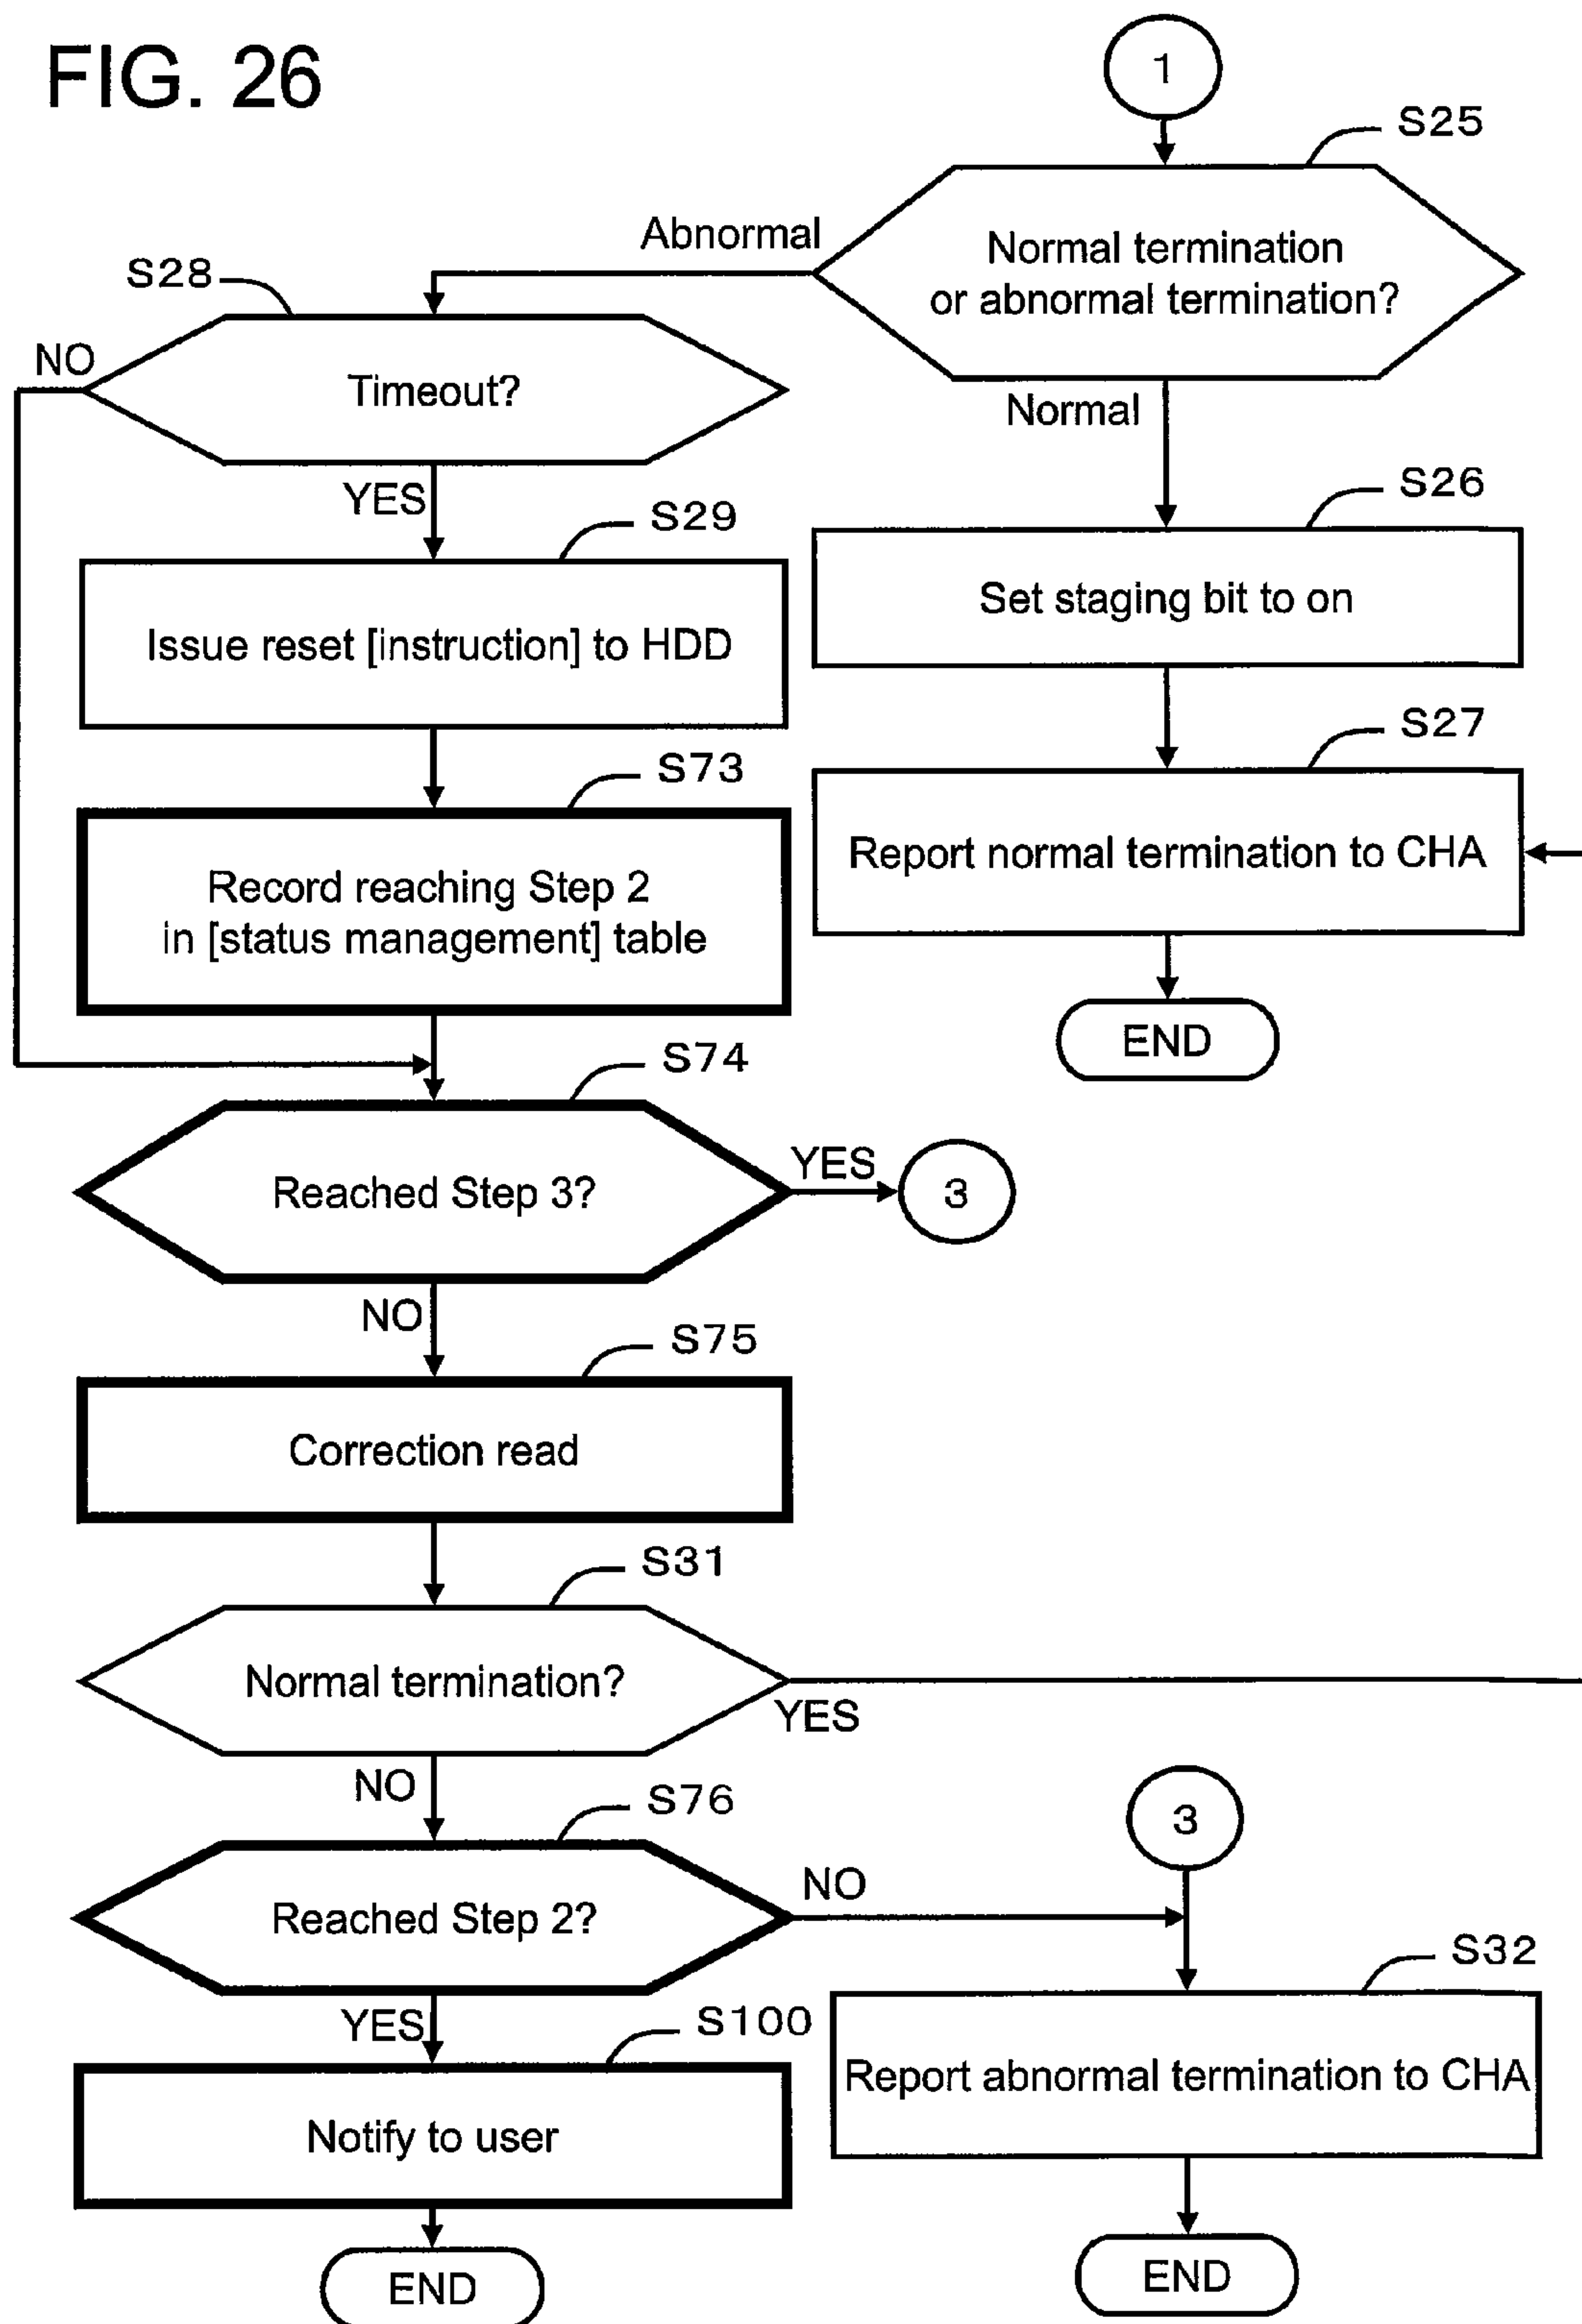 FIG. 26
1
S25
Normal termination
or abnormal termination?
Abnormal
Normal
S28
Timeout?
NO
YES
S29
Issue reset [instruction] to HDD
S26
Set staging bit to on
S27
Report normal termination to CHA
END
S73
Record reaching Step 2
in [status management] table
S74
Reached Step 3?
YES
3
NO
S75
Correction read
S31
Normal termination?
YES
NO
S76
Reached Step 2?
NO
3
YES
S32
Report abnormal termination to CHA
END
S100
Notify to user
END